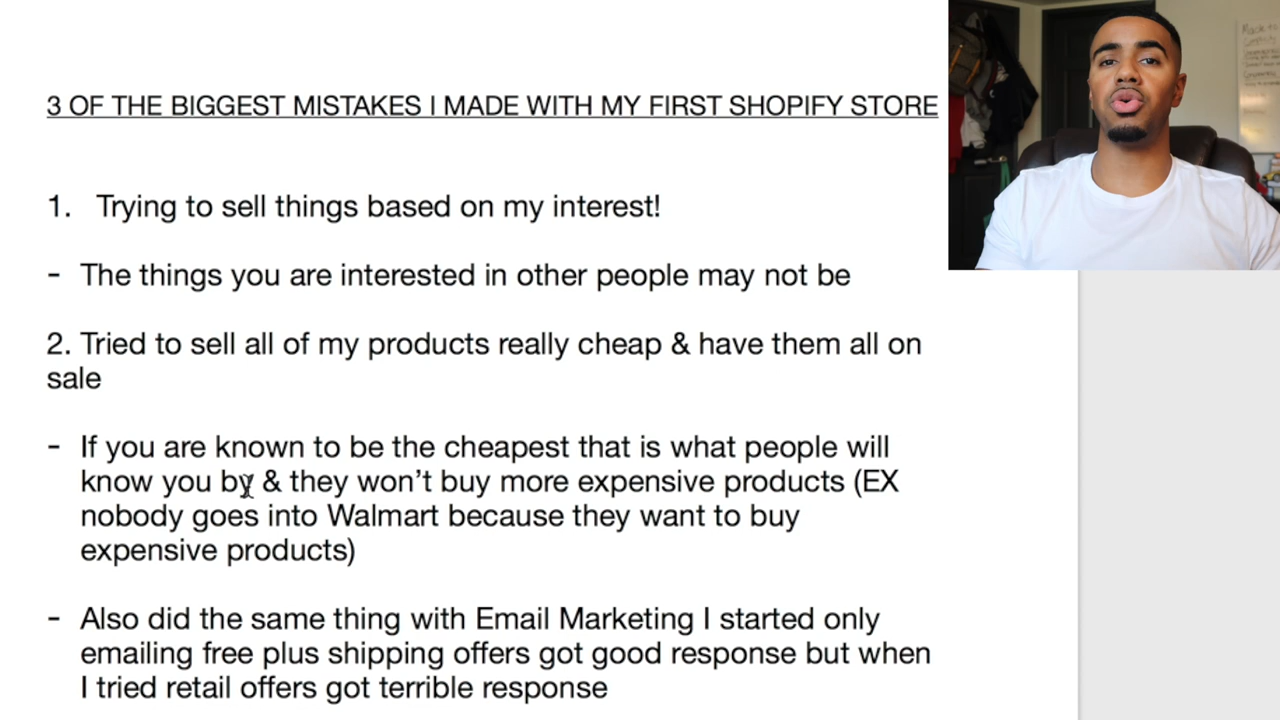 3 OF THE BIGGEST MISTAKES I MADE WITH MY FIRST SHOPIFY STORE
1. Trying to sell things based on my interest!
- The things you are interested in other people may not be
2. Tried to sell all of my products really cheap & have them all on
sale
- If you are known to be the cheapest that is what people will
know you by & they won't buy more expensive products (EX
nobody goes into Walmart because they want to buy
expensive products)
- Also did the same thing with Email Marketing I started only
emailing free plus shipping offers got good response but when
I tried retail offers got terrible response